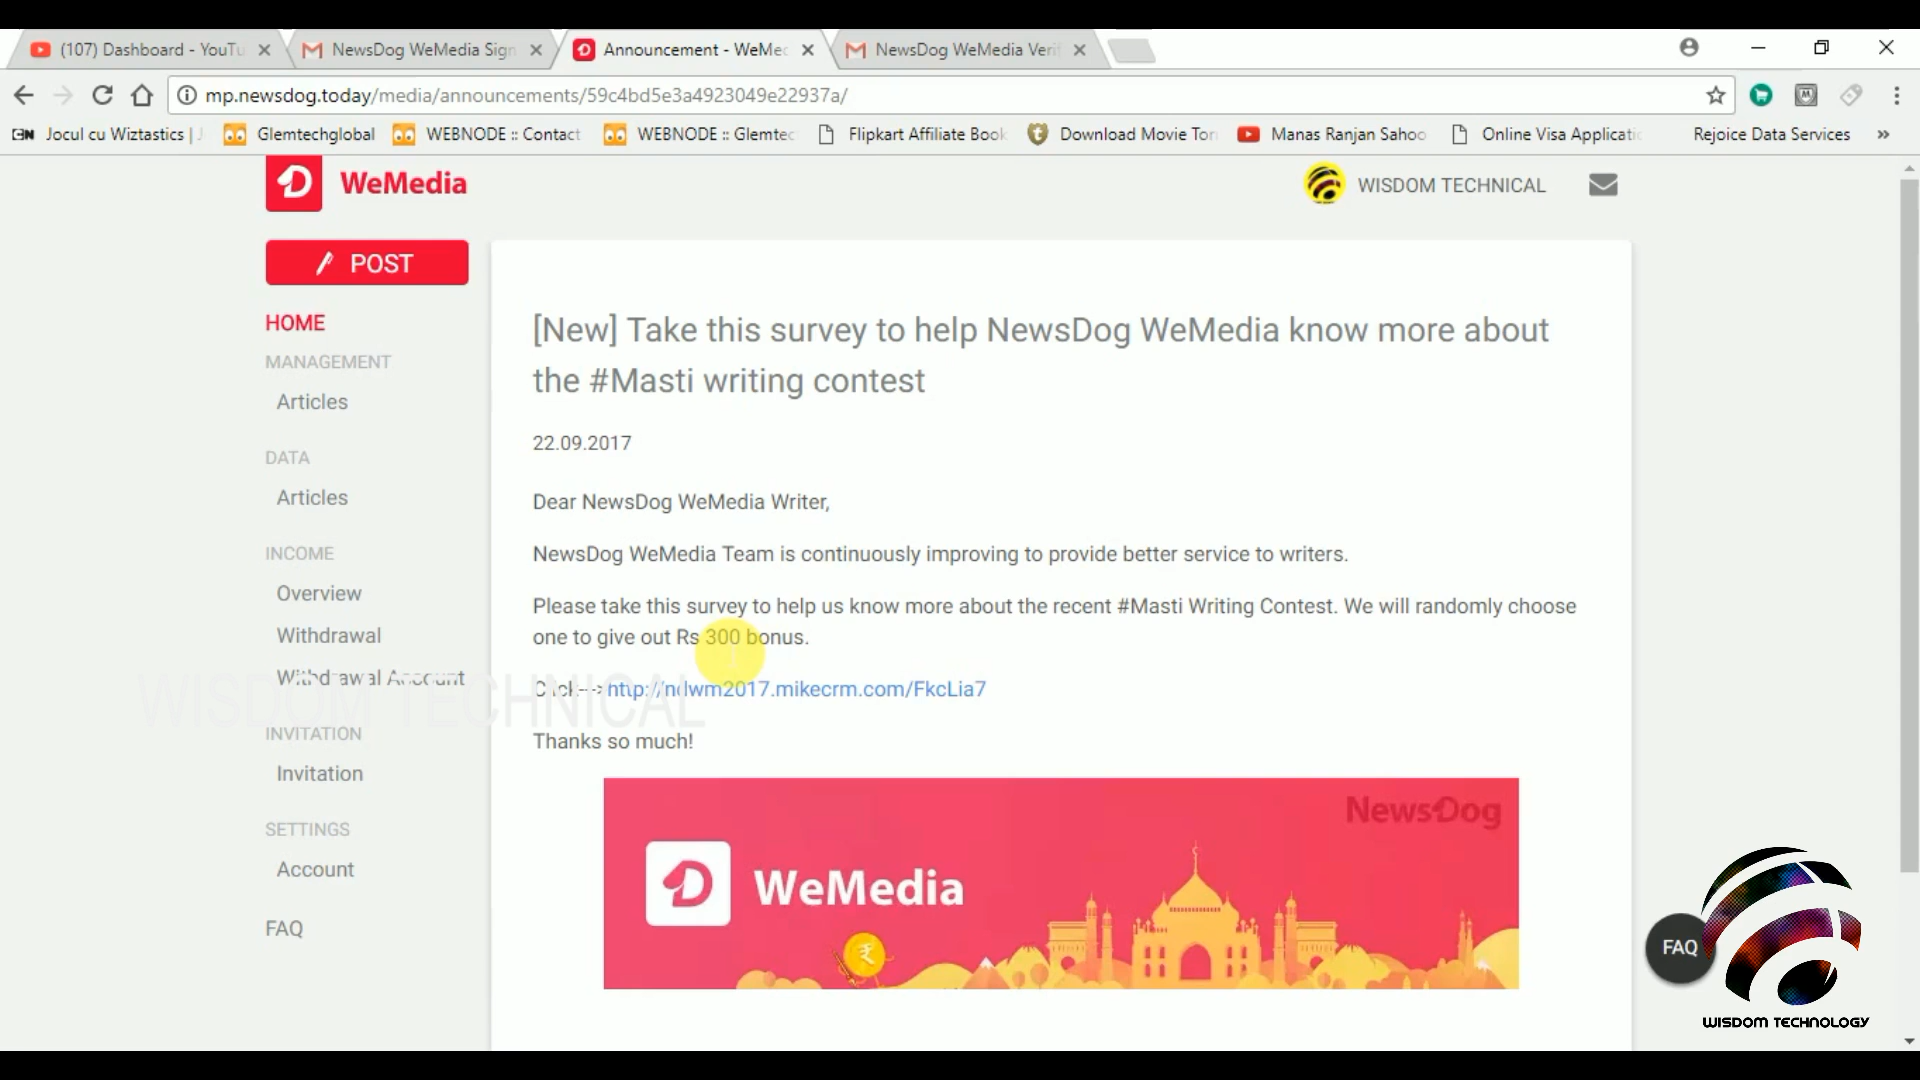 (107) Dashboard - YouTu
NewsDog WeMedia Sign
Announcement - WeMed
NewsDog WeMedia Veri
mp.newsdog.today/media/announcements/59c4bd5e3a4923049e22937a/
Jocul cu Wiztastics |
Glemtechglobal
WEBNODE :: Contact
WEBNODE :: Glemtec
Flipkart Affiliate Book
Download Movie Tor
Manas Ranjan Sahoo
Online Visa Applicati
Rejoice Data Services
»
WeMedia
WISDOM TECHNICAL
POST
HOME
MANAGEMENT
Articles
DATA
Articles
INCOME
Overview
Withdrawal
Withdrawal Account
INVITATION
Invitation
SETTINGS
Account
FAQ
[New] Take this survey to help NewsDog WeMedia know more about
the #Masti writing contest
22.09.2017
Dear NewsDog WeMedia Writer,
NewsDog WeMedia Team is continuously improving to provide better service to writers.
Please take this survey to help us know more about the recent #Masti Writing Contest. We will randomly choose
one to give out Rs 300 bonus.
Click--->http://ndwm2017.mikecrm.com/FkcLia7
Thanks so much!
NewsDog
WeMedia
₹
WISDOM TECHNICAL
FAQ
WISDOM TECHNOLOGY